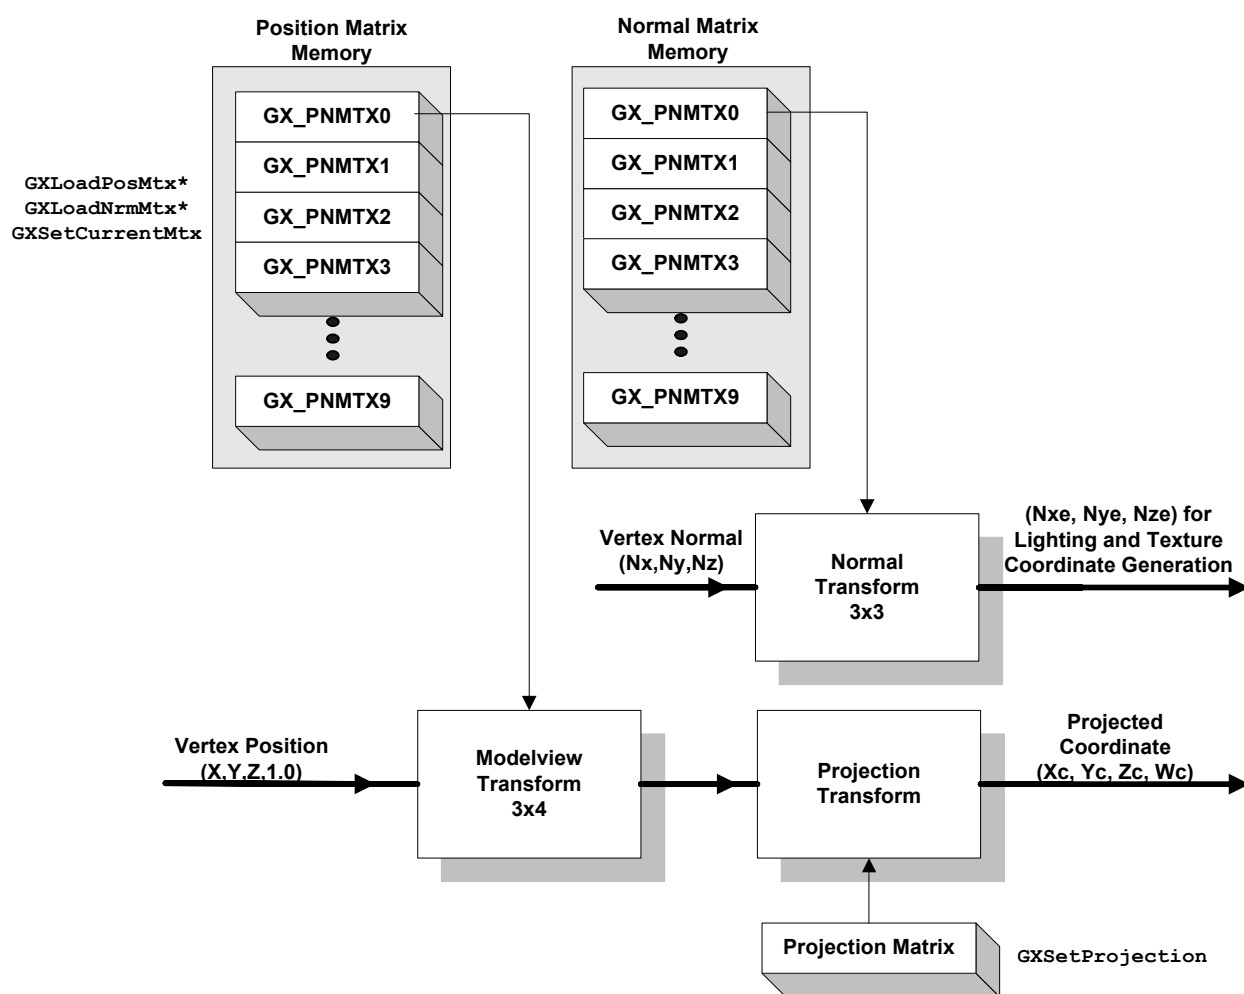 Position Matrix
Memory
Normal Matrix
Memory
GX_PNMTX0
GX_PNMTX1
GX_PNMTX2
GX_PNMTX3
GX_PNMTX9
GX_PNMTX0
GX_PNMTX1
GX_PNMTX2
GX_PNMTX3
GX_PNMTX9
GXLoadPosMtx*
GXLoadNrmMtx*
GXSetCurrentMtx
Vertex Normal
(Nx,Ny,Nz)
Normal
Transform
3x3
(Nxe, Nye, Nze) for
Lighting and Texture
Coordinate Generation
Vertex Position
(X,Y,Z,1.0)
Modelview
Transform
3x4
Projection
Transform
Projected
Coordinate
(Xc, Yc, Zc, Wc)
Projection Matrix
GXSetProjection